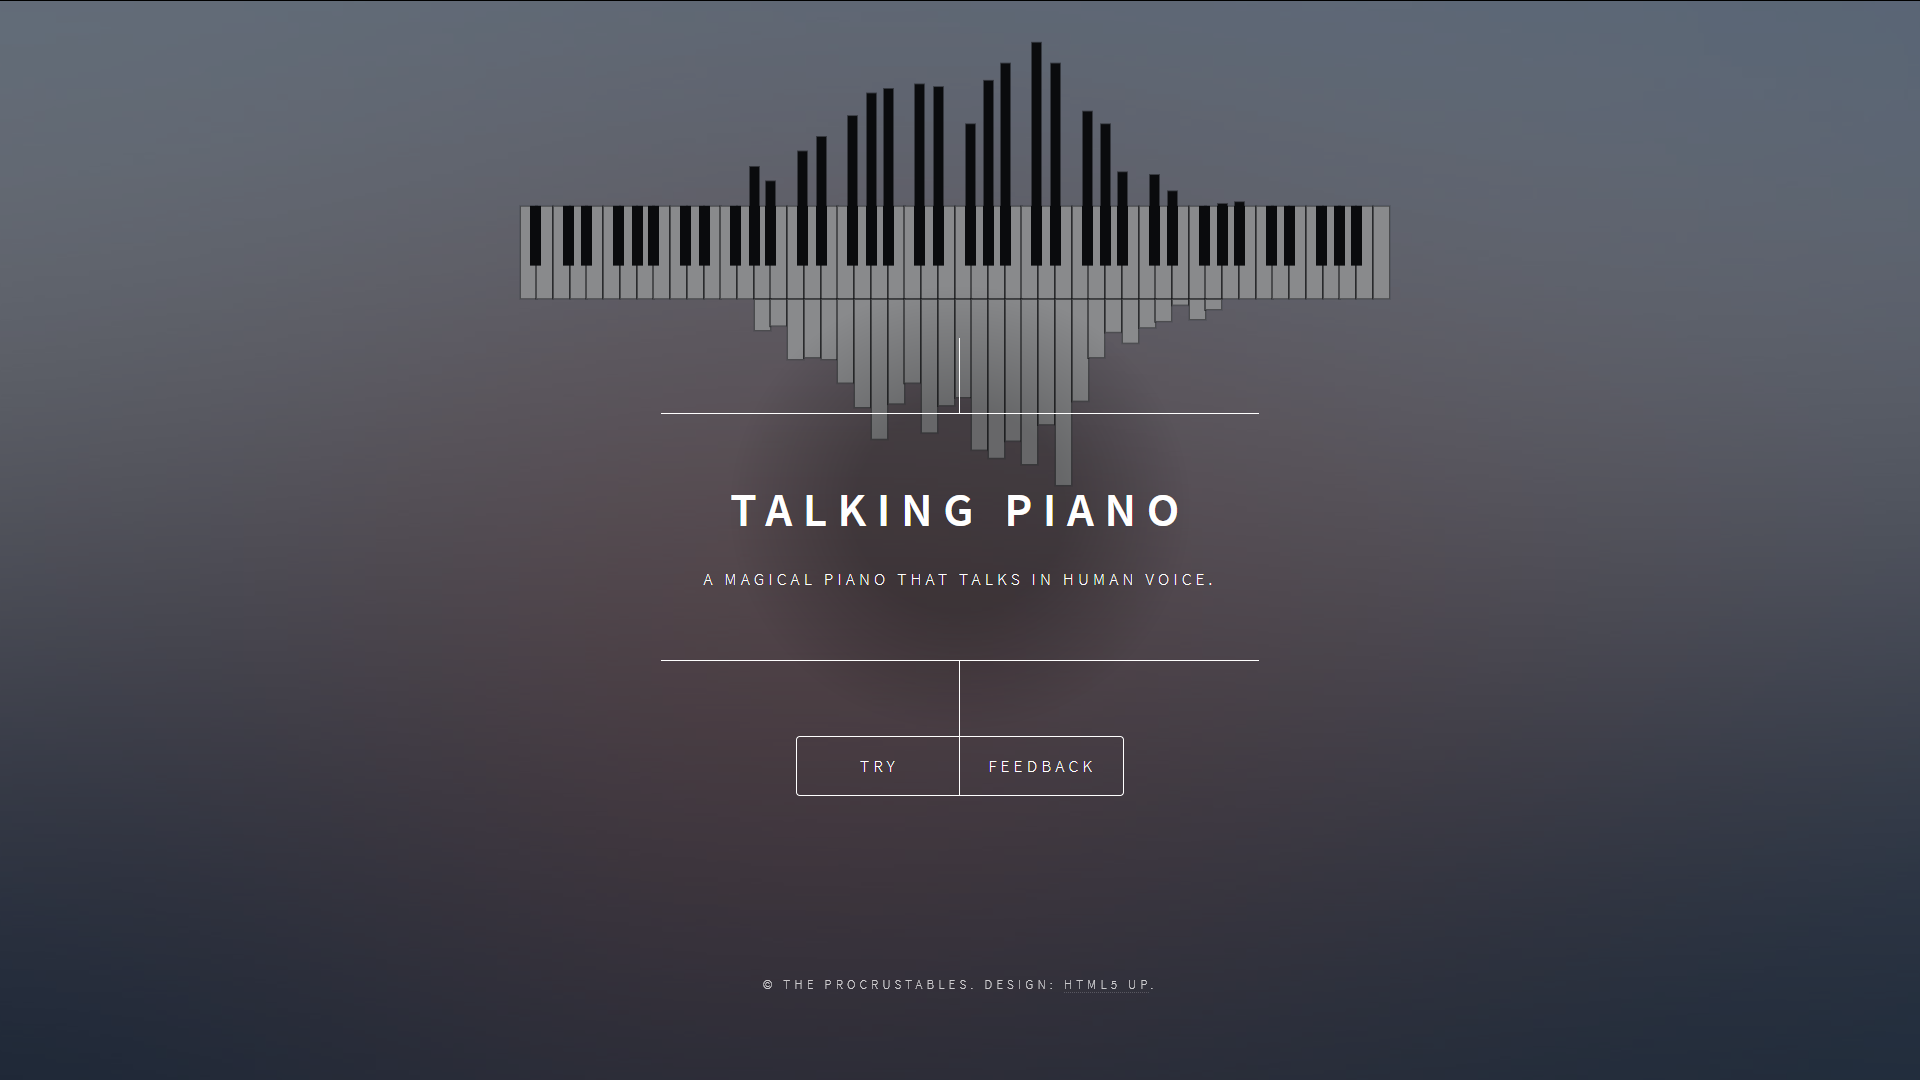 TALKING PIANO
A MAGICAL PIANO THAT TALKS IN HUMAN VOICE.
TRY FEEDBACK
© THE PROCRUSTABLES. DESIGN: HTML5 UP.